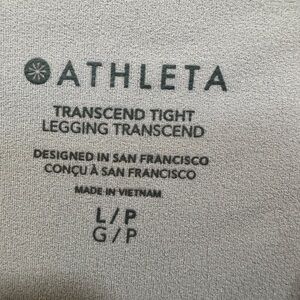 ATHLETA
TRANSCEND TIGHT
LEGGING TRANSCEND
DESIGNED IN SAN FRANCISCO
CONÇU À SAN FRANCISCO
MADE IN VIETNAM
L/P
G/P